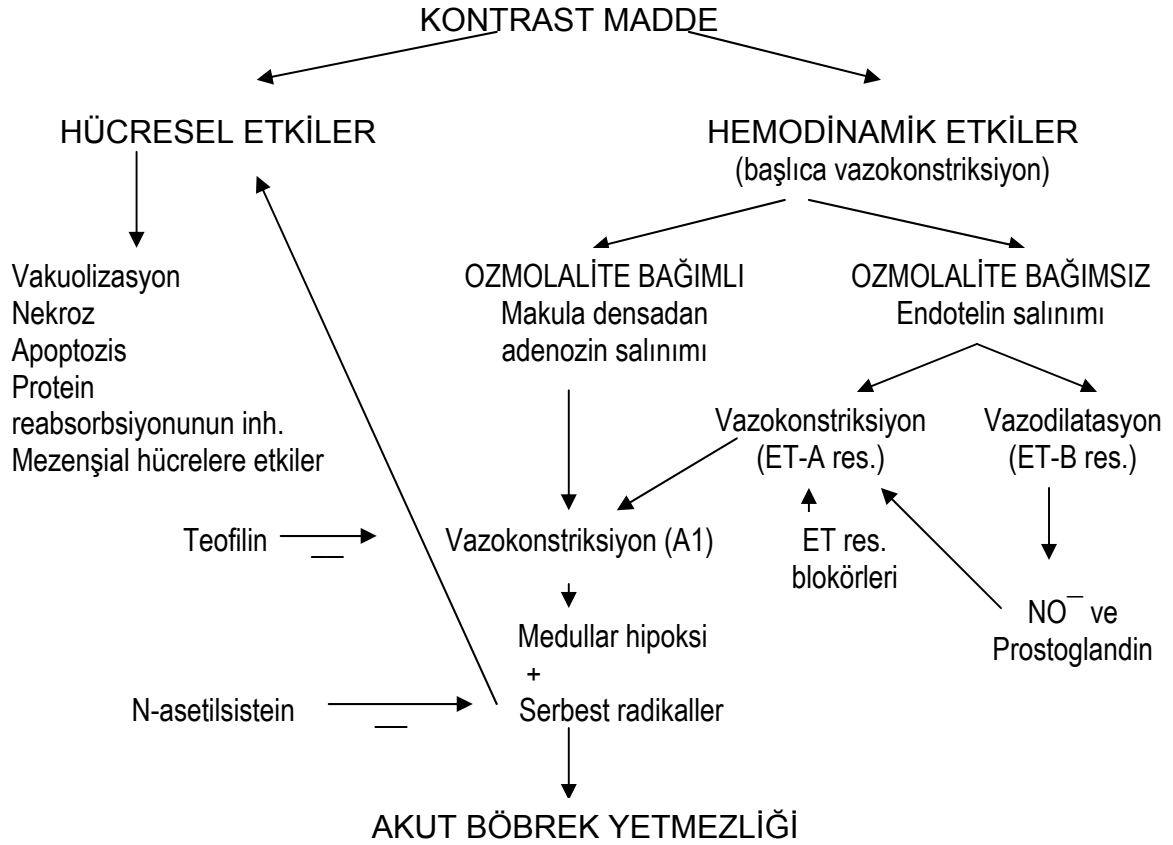 KONTRAST MADDE
HÜCRESEL ETKİLER
HEMODİNAMİK ETKİLER
(başlıca vazokonstriksiyon)
Vakuolizasyon
Nekroz
Apoptozis
Protein
reabsorbsiyonunun inh.
Mezenşial hücrelere etkiler
OZMOLALİTE BAĞIMLI
Makula densadan
adenozin salınımı
OZMOLALİTE BAĞIMSIZ
Endotelin salınımı
Vazokonstriksiyon
(ET-A res.)
Vazodilatasyon
(ET-B res.)
Teofilin
Vazokonstriksiyon (A1)
ET res.
blokörleri
NO¯ ve
Prostoglandin
Medullar hipoksi
+
Serbest radikaller
N-asetilsistein
AKUT BÖBREK YETMEZLİĞİ